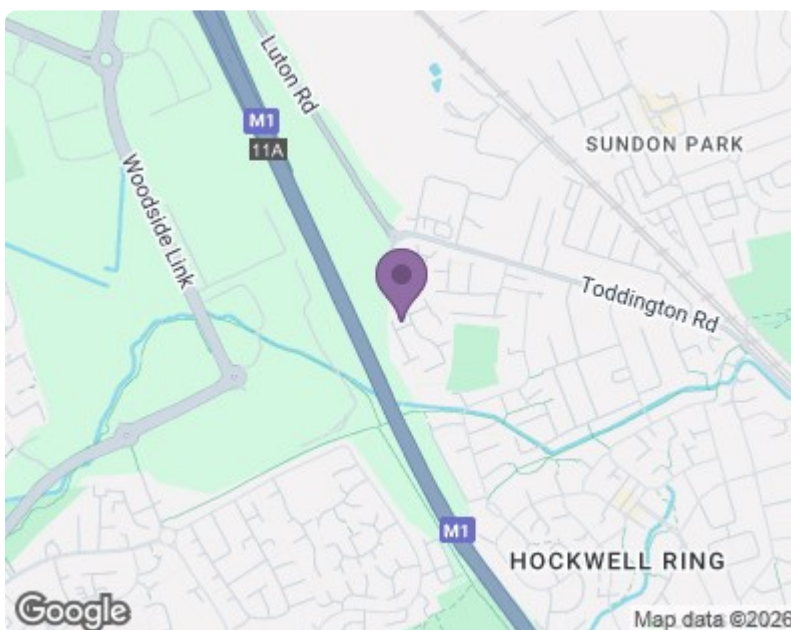 Luton Rd
M1
11A
SUNDON PARK
Woodside Link
Toddington Rd
M1
HOCKWELL RING
Google
Map data ©2026